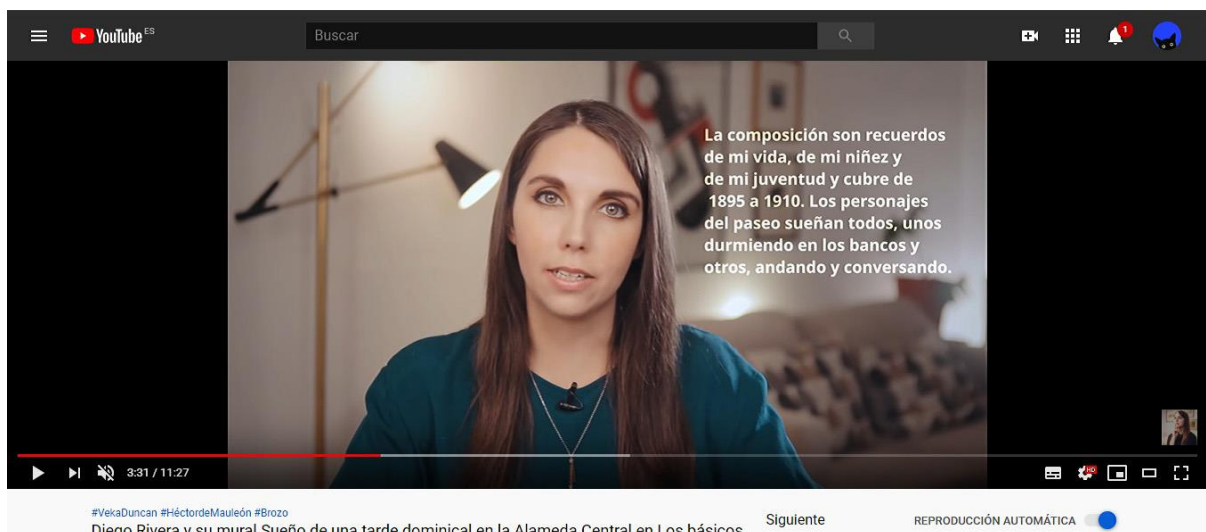 YouTube ES
Buscar
1
La composición son recuerdos
de mi vida, de mi niñez y
de mi juventud y cubre de
1895 a 1910. Los personajes
del paseo sueñan todos, unos
durmiendo en los bancos y
otros, andando y conversando.
3:31 / 11:27
HD
#VekaDuncan #HéctordeMauleón #Brozo
Diego Rivera y su mural Sueño de una tarde dominical en la Alameda Central en Los básicos
Siguiente
REPRODUCCIÓN AUTOMÁTICA